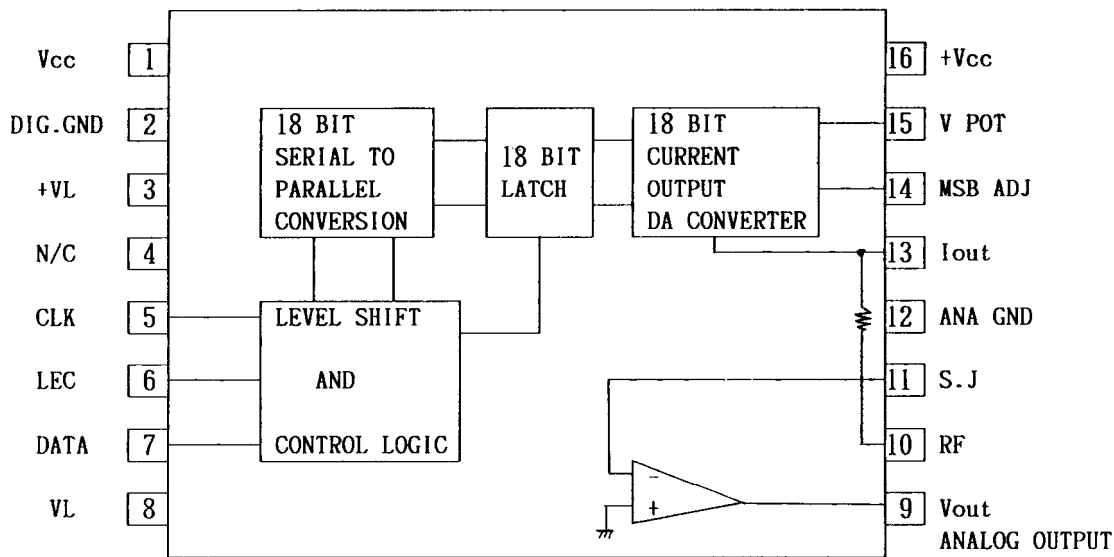 Vcc 1
DIG.GND 2
+VL 3
N/C 4
CLK 5
LEC 6
DATA 7
VL 8
18 BIT
SERIAL TO
PARALLEL
CONVERSION
18 BIT
LATCH
18 BIT
CURRENT
OUTPUT
DA CONVERTER
LEVEL SHIFT
AND
CONTROL LOGIC
-
+
16 +Vcc
15 V POT
14 MSB ADJ
13 Iout
12 ANA GND
11 S.J
10 RF
9 Vout
ANALOG OUTPUT